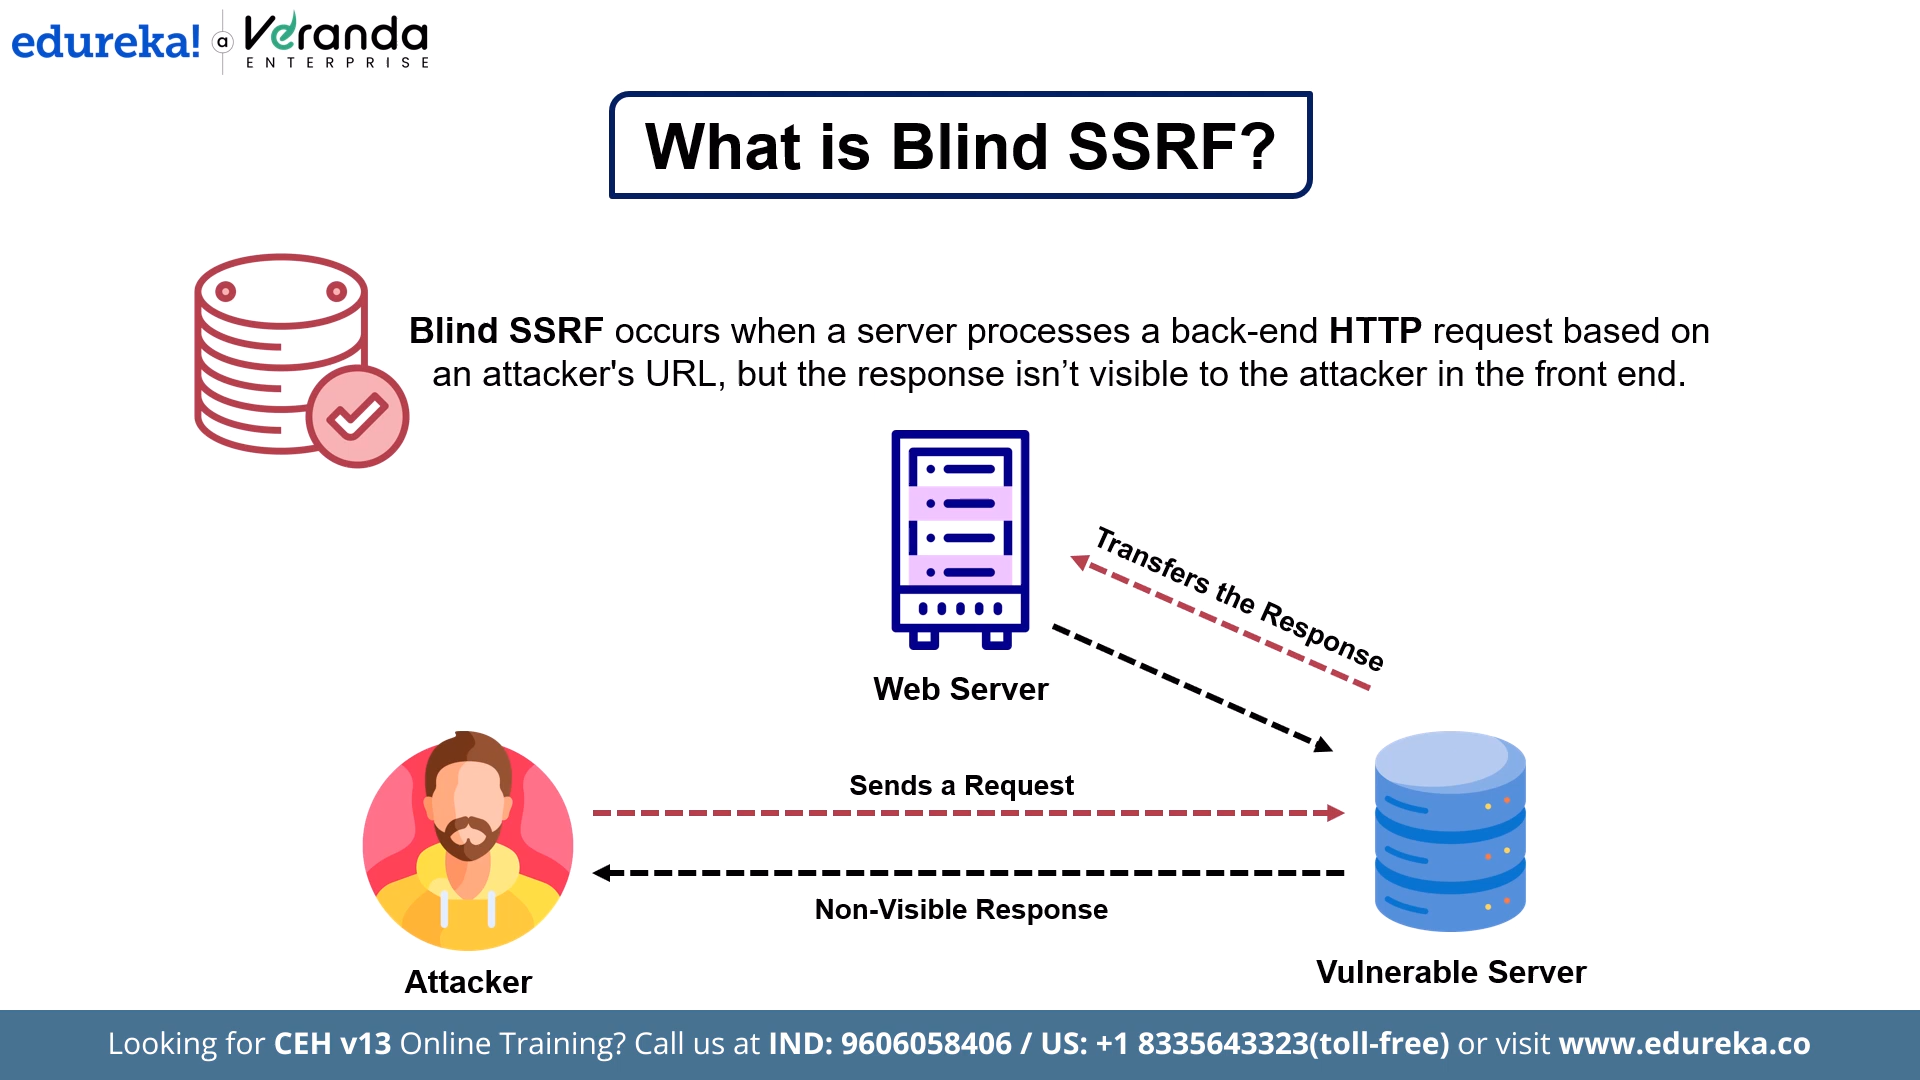 edureka! a Veranda
ENTERPRISE
What is Blind SSRF?
Blind SSRF occurs when a server processes a back-end HTTP request based on
an attacker's URL, but the response isn’t visible to the attacker in the front end.
Transfers the Response
Web Server
Sends a Request
Non-Visible Response
Attacker
Vulnerable Server
Looking for CEH v13 Online Training? Call us at IND: 9606058406 / US: +1 8335643323(toll-free) or visit www.edureka.co